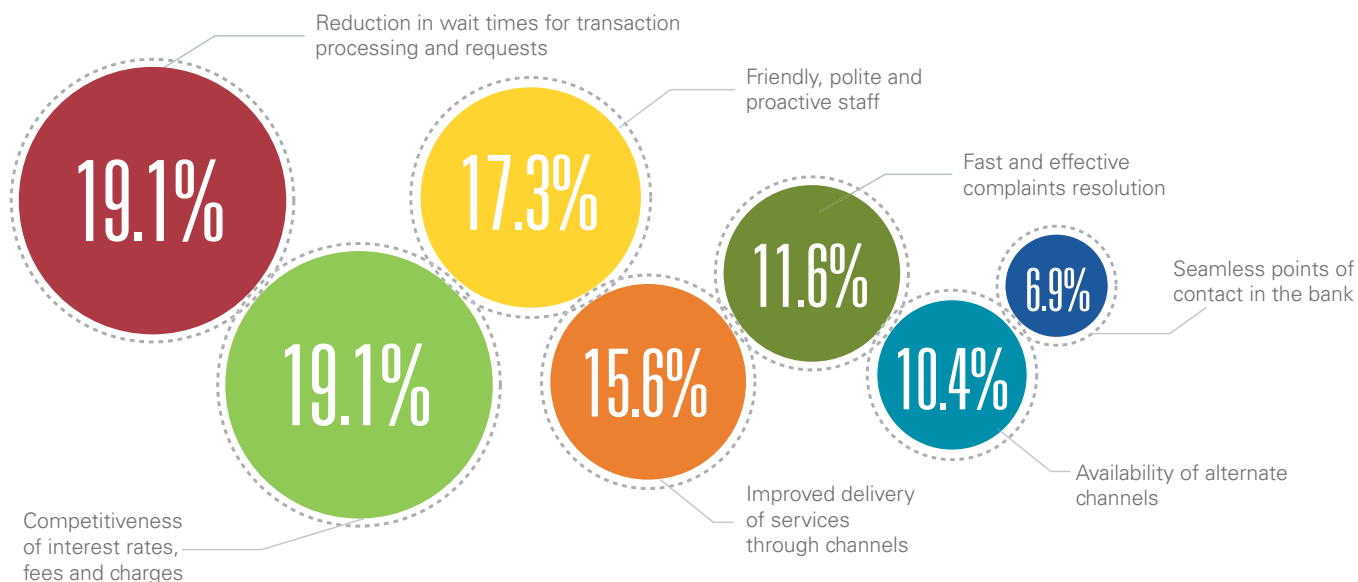 Reduction in wait times for transaction
processing and requests
19.1%
Competitiveness
of interest rates,
fees and charges
19.1%
Friendly, polite and
proactive staff
17.3%
Improved delivery
of services
through channels
15.6%
Fast and effective
complaints resolution
11.6%
Availability of alternate
channels
10.4%
Seamless points of
contact in the bank
6.9%